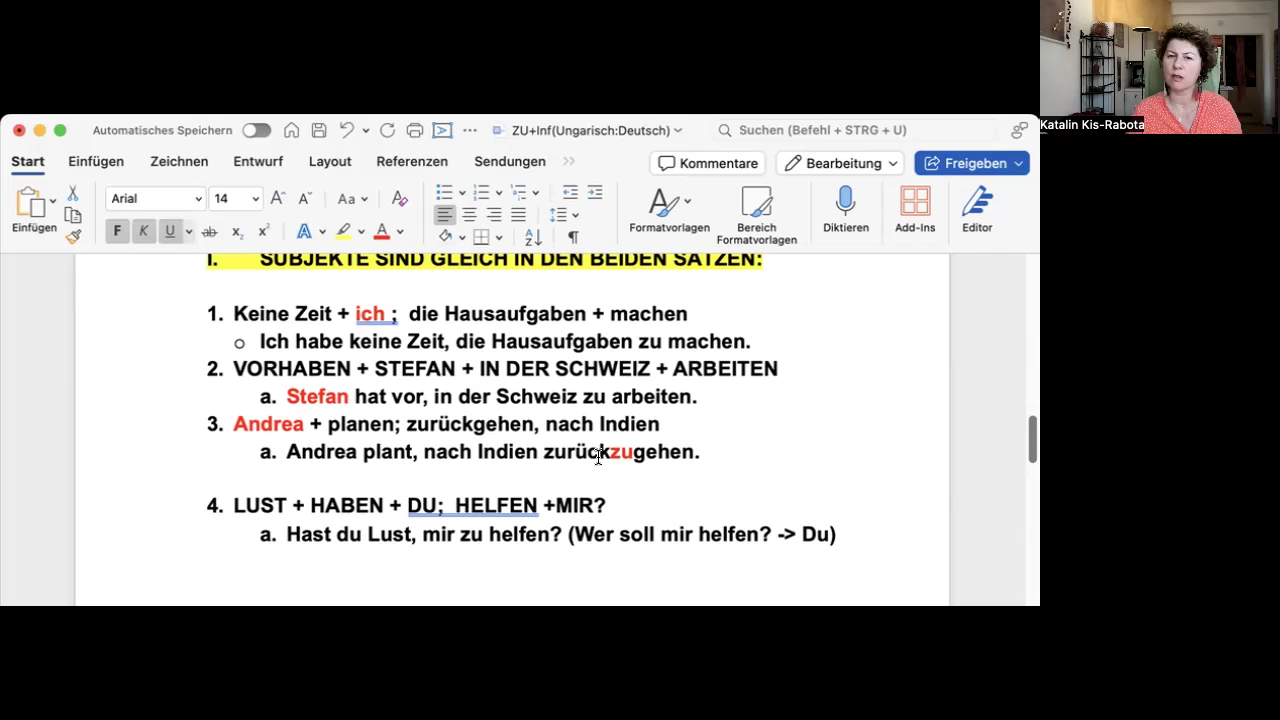 Katalin Kis-Rabota
Automatisches Speichern
ZU+Inf(Ungarisch:Deutsch)
Suchen (Befehl + STRG + U)
Start Einfügen Zeichnen Entwurf Layout Referenzen Sendungen
Kommentare Bearbeitung Freigeben
Einfügen
Arial 14
F K U ab x₂ x²
Formatvorlagen
Bereich Formatvorlagen
Diktieren
Add-Ins
Editor
I. SUBJEKTE SIND GLEICH IN DEN BEIDEN SÄTZEN:
1. Keine Zeit + ich ; die Hausaufgaben + machen
o Ich habe keine Zeit, die Hausaufgaben zu machen.
2. VORHABEN + STEFAN + IN DER SCHWEIZ + ARBEITEN
a. Stefan hat vor, in der Schweiz zu arbeiten.
3. Andrea + planen; zurückgehen, nach Indien
a. Andrea plant, nach Indien zurückzugehen.
4. LUST + HABEN + DU; HELFEN +MIR?
a. Hast du Lust, mir zu helfen? (Wer soll mir helfen? -> Du)